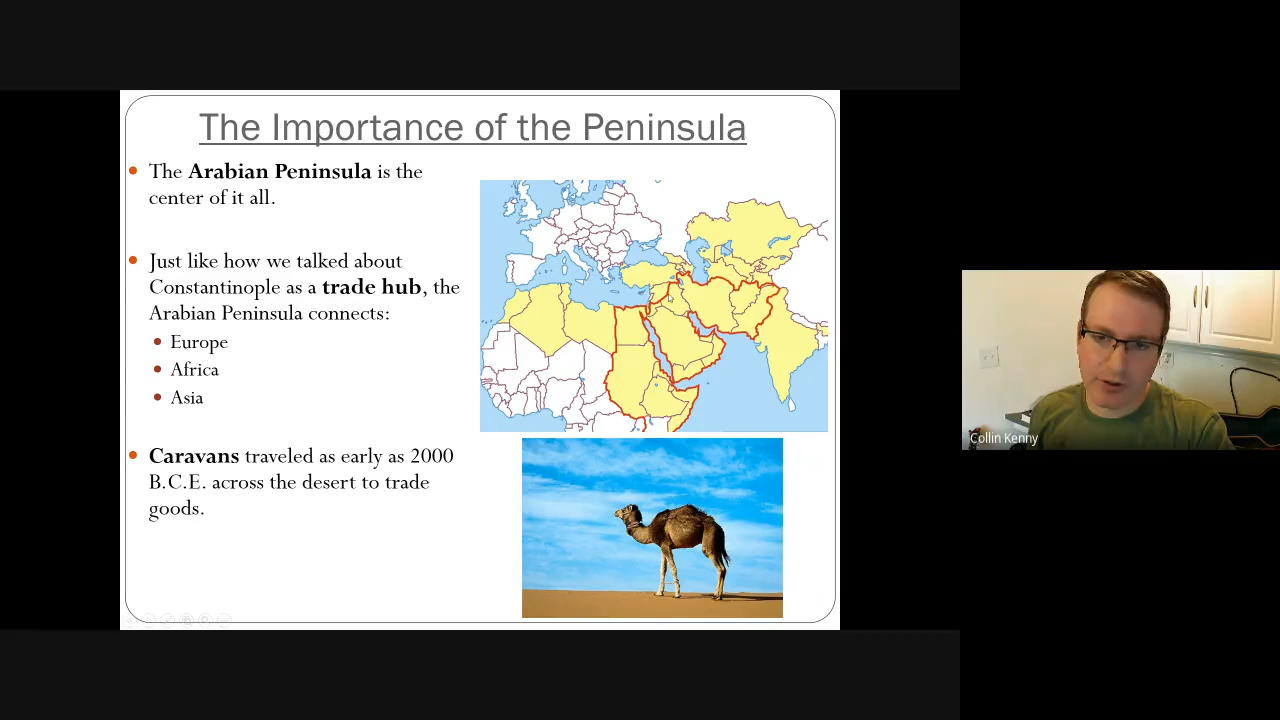 The Importance of the Peninsula
The Arabian Peninsula is the
center of it all.
Just like how we talked about
Constantinople as a trade hub, the
Arabian Peninsula connects:
Europe
Africa
Asia
Caravans traveled as early as 2000
B.C.E. across the desert to trade
goods.
Collin Kenny